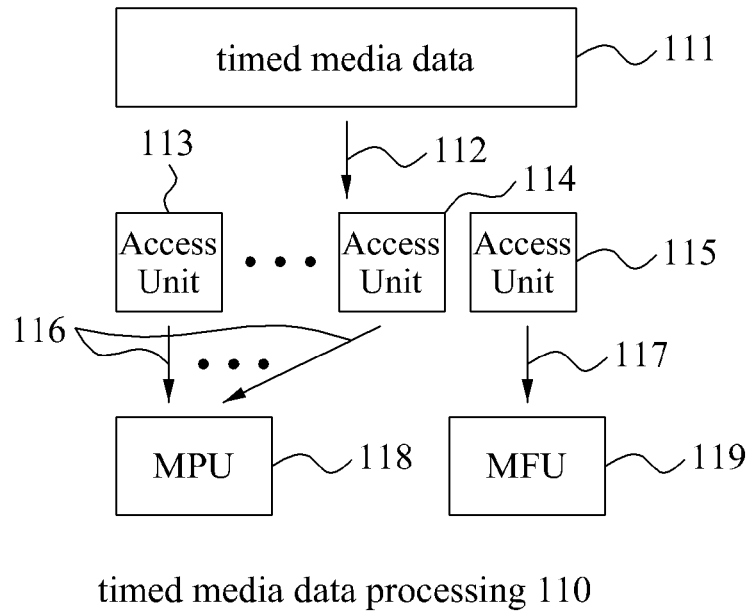 timed media data
111
112
113
114
Access
Unit
Access
Unit
Access
Unit
115
116
117
MPU
118
MFU
119
timed media data processing 110